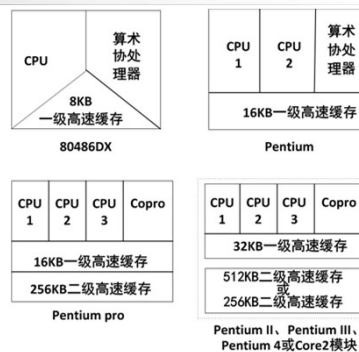 CPU
算术
协处
理器
8KB
一级高速缓存
80486DX
CPU
1
CPU
2
算术
协处
理器
16KB一级高速缓存
Pentium
CPU
1
CPU
2
CPU
3
Copro
16KB一级高速缓存
256KB二级高速缓存
Pentium pro
CPU
1
CPU
2
CPU
3
Copro
32KB一级高速缓存
512KB二级高速缓存
或
256KB二级高速缓存
Pentium II、Pentium III、
Pentium 4或Core2模块